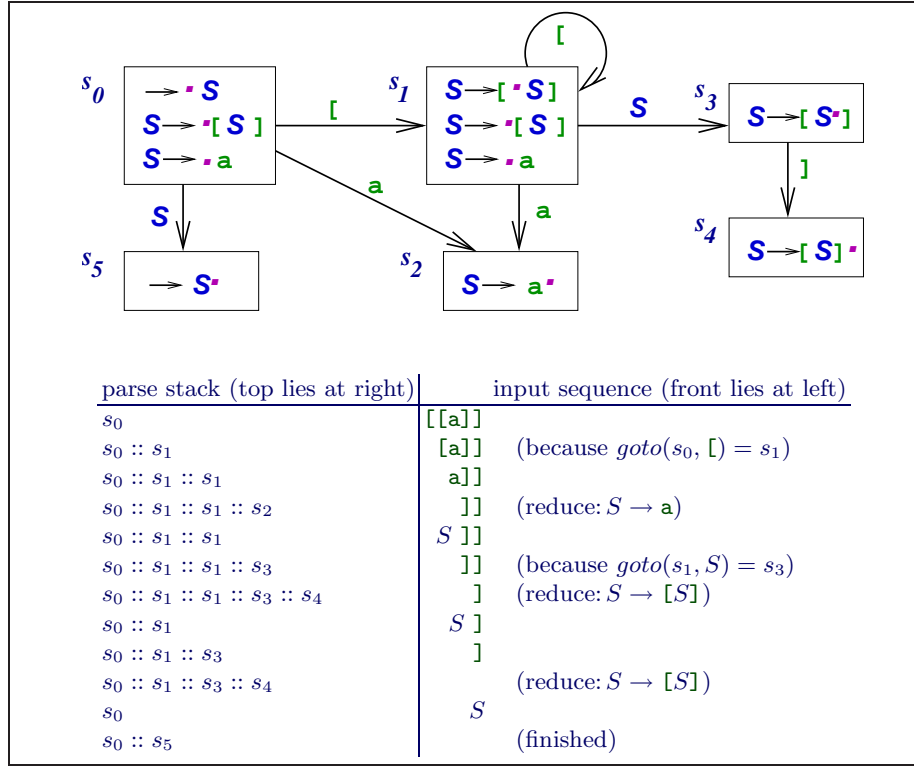 [
s0 → ▪ S
S → ▪[ S ]
S → ▪ a
[
s1 S → [ ▪ S ]
S → ▪[ S ]
S → ▪ a
S
s3 S → [ S▪]
a
S
a
]
s5 → S▪
s2 S → a▪
s4 S → [ S]▪
parse stack (top lies at right) input sequence (front lies at left)
s0 [[a]]
s0 :: s1 [a]] (because goto(s0, [) = s1)
s0 :: s1 :: s1 a]]
s0 :: s1 :: s1 :: s2 ]] (reduce: S → a)
s0 :: s1 :: s1 S ]]
s0 :: s1 :: s1 :: s3 ]] (because goto(s1, S) = s3)
s0 :: s1 :: s1 :: s3 :: s4 ] (reduce: S → [S])
s0 :: s1 S ]
s0 :: s1 :: s3 ]
s0 :: s1 :: s3 :: s4 (reduce: S → [S])
s0 S
s0 :: s5 (finished)